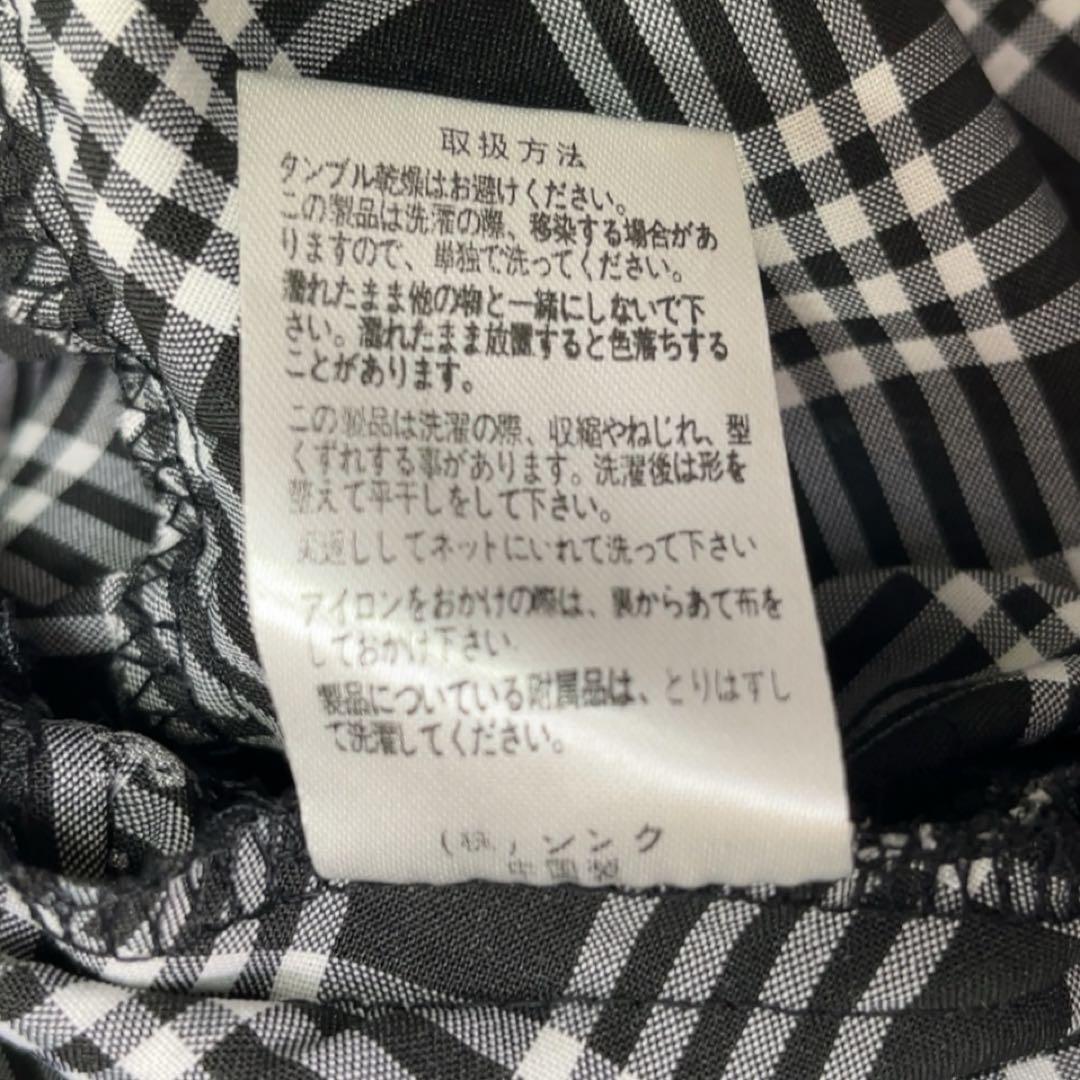 取扱方法
タンブル乾燥はお避けください。
この製品は洗濯の際、移染する場合があ
りますので、単独で洗ってください。
濡れたまま他の物と一緒にしないで下
さい。濡れたまま放置すると色落ちする
ことがあります。
この製品は洗濯の際、収縮やねじれ、型
くずれする事があります。洗濯後は形を
整えて平干しをして下さい。
裏返ししてネットにいれて洗って下さい
アイロンをおかけの際は、裏からあて布を
しておかけ下さい
製品についている附属品は、とりはずし
て洗濯してください。
(株)
中国製